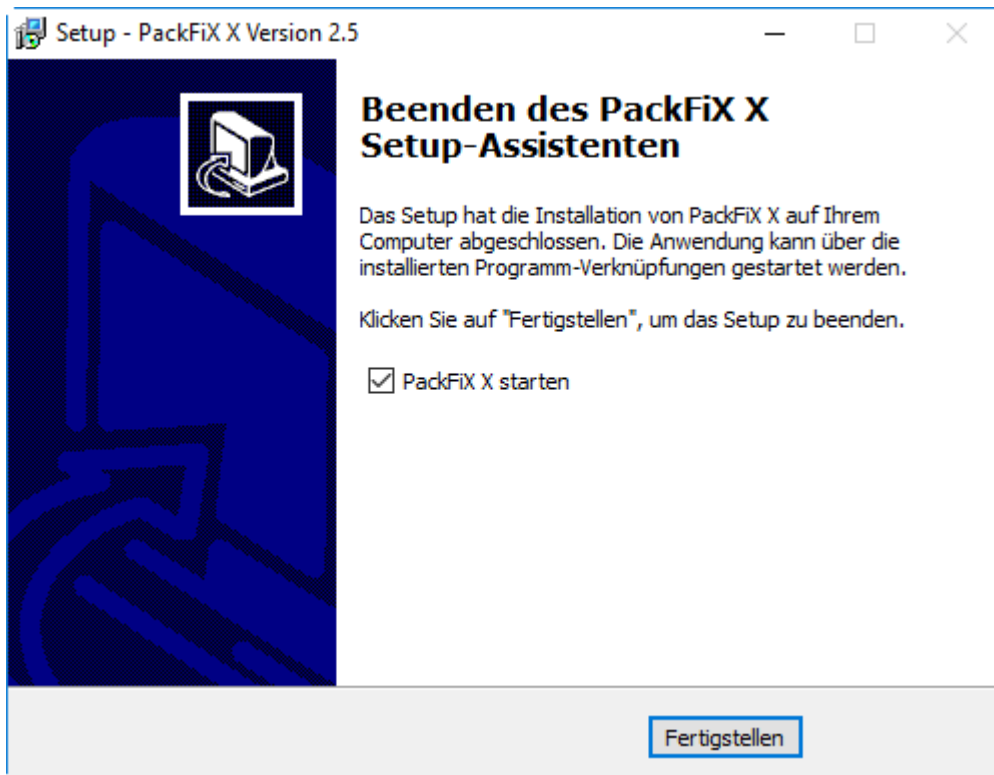 Setup - PackFiX X Version 2.5
Beenden des PackFiX X
Setup-Assistenten
Das Setup hat die Installation von PackFiX X auf Ihrem
Computer abgeschlossen. Die Anwendung kann über die
installierten Programm-Verknüpfungen gestartet werden.
Klicken Sie auf "Fertigstellen", um das Setup zu beenden.
PackFiX X starten
Fertigstellen